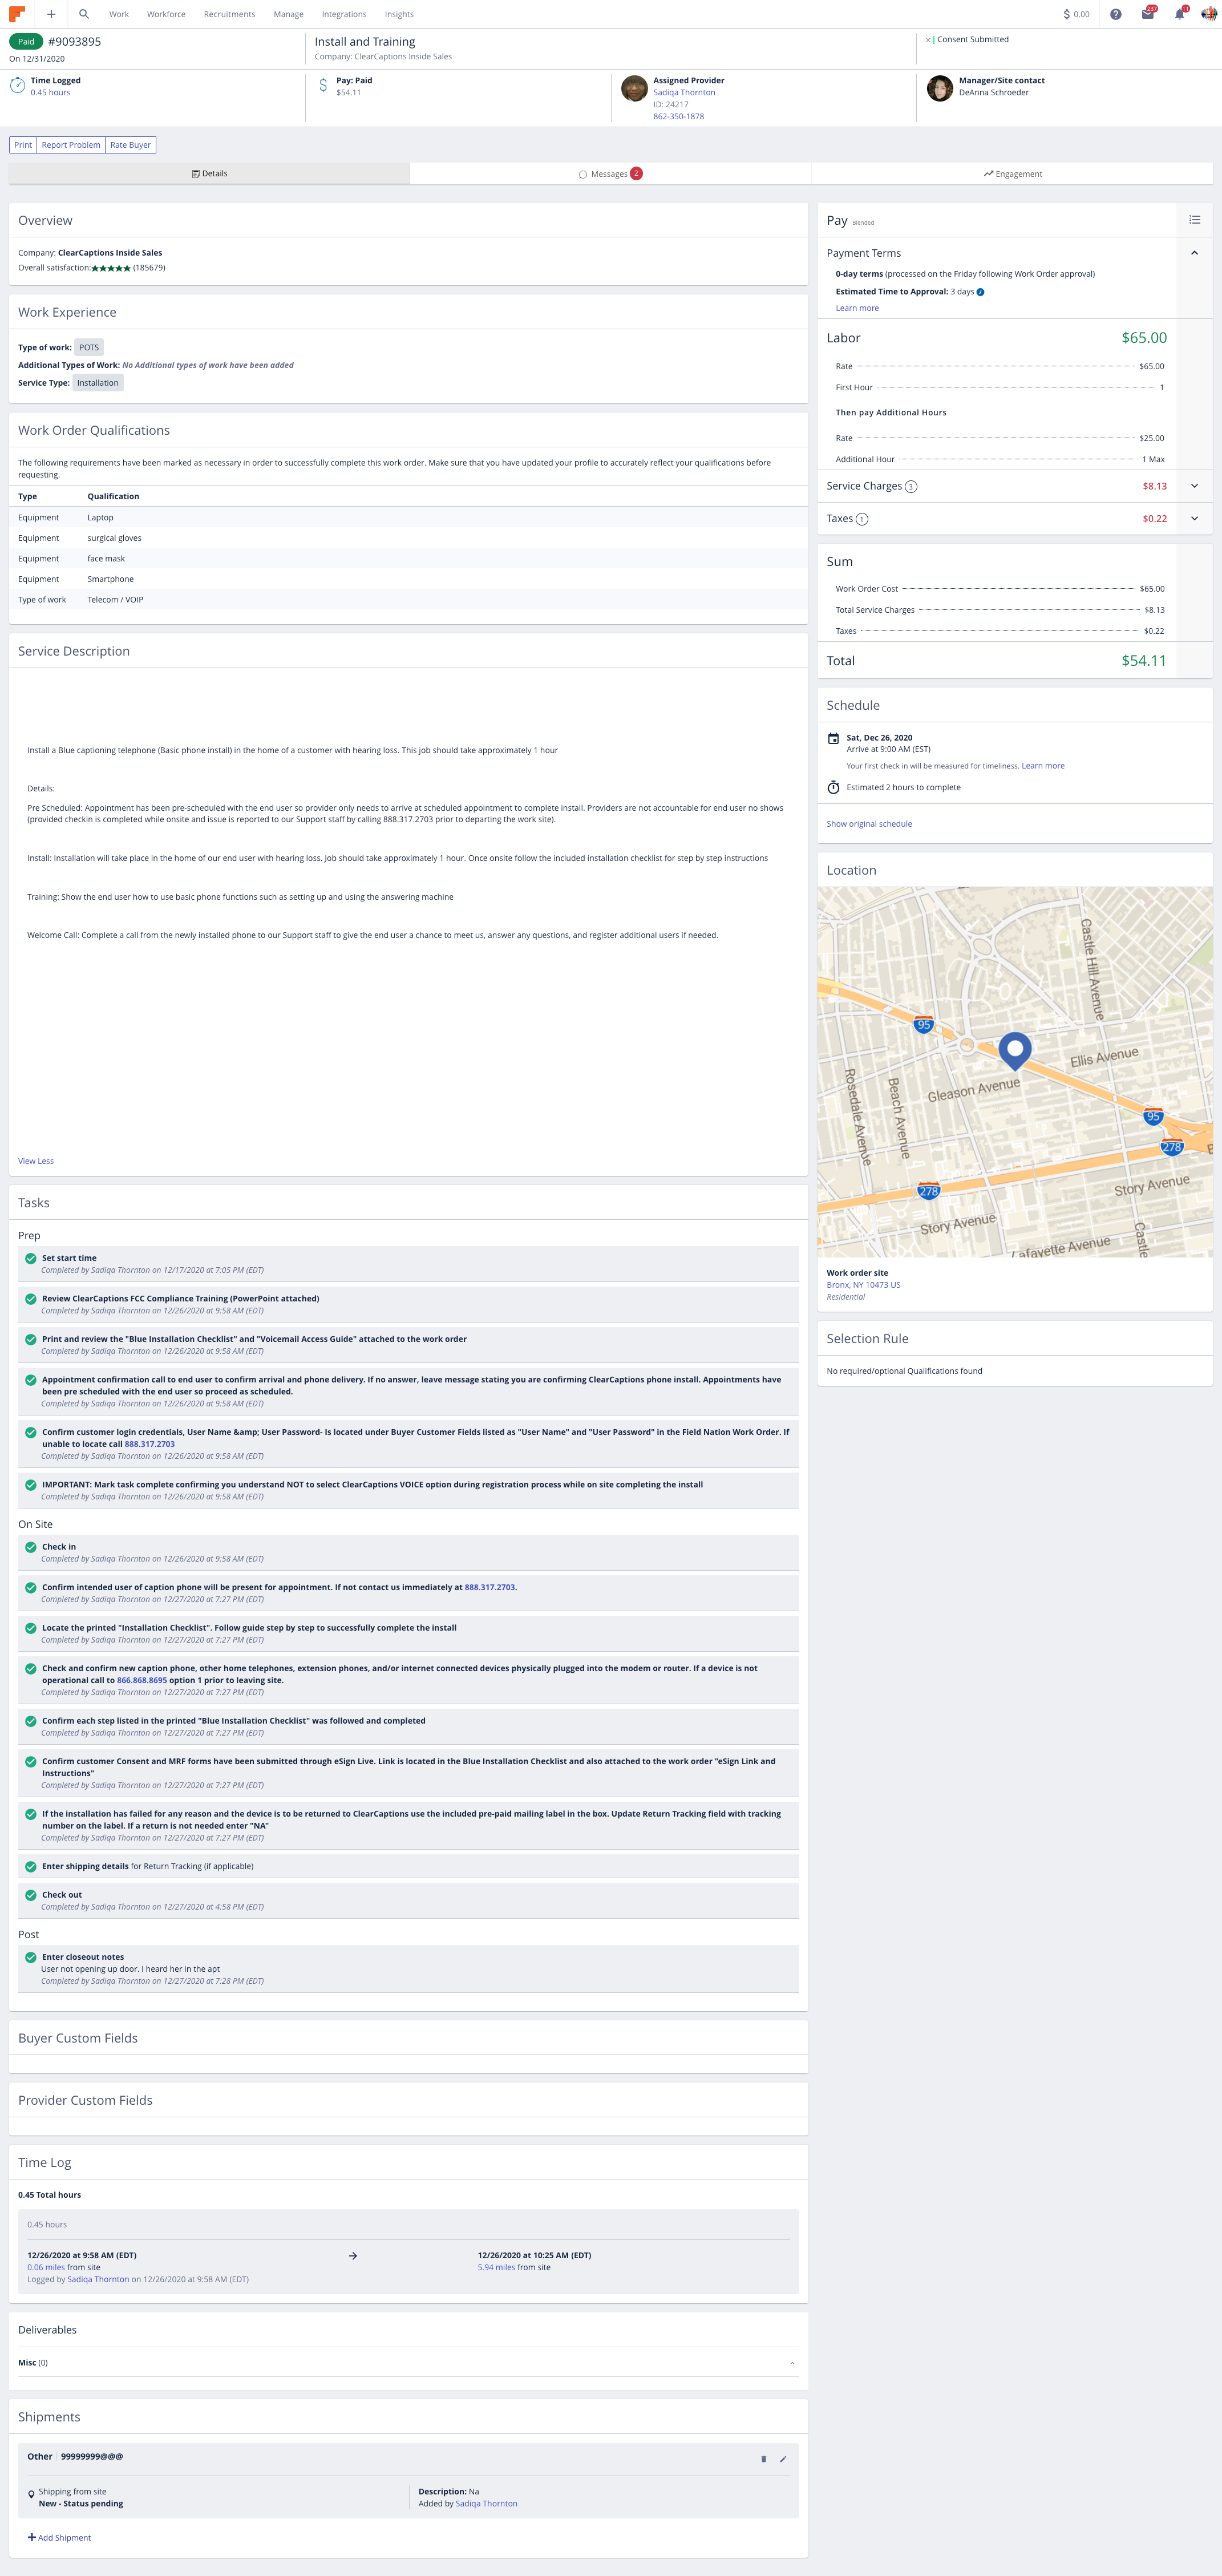 Work Workforce Recruitments Manage Integrations Insights $ 0.00 237 11
Paid #9093895
On 12/31/2020
Install and Training
Company: ClearCaptions Inside Sales
× | Consent Submitted
Time Logged
0.45 hours
Pay: Paid
$54.11
Assigned Provider
Sadiqa Thornton
ID: 24217
862-350-1878
Manager/Site contact
DeAnna Schroeder
Print Report Problem Rate Buyer
Details Messages 2 Engagement
Overview
Company: ClearCaptions Inside Sales
Overall satisfaction:★★★★★ (185679)
Work Experience
Type of work: POTS
Additional Types of Work: No Additional types of work have been added
Service Type: Installation
Work Order Qualifications
The following requirements have been marked as necessary in order to successfully complete this work order. Make sure that you have updated your profile to accurately reflect your qualifications before
requesting.
Type Qualification
Equipment Laptop
Equipment surgical gloves
Equipment face mask
Equipment Smartphone
Type of work Telecom / VOIP
Service Description
Install a Blue captioning telephone (Basic phone install) in the home of a customer with hearing loss. This job should take approximately 1 hour
Details:
Pre Scheduled: Appointment has been pre-scheduled with the end user so provider only needs to arrive at scheduled appointment to complete install. Providers are not accountable for end user no shows
(provided checkin is completed while onsite and issue is reported to our Support staff by calling 888.317.2703 prior to departing the work site).
Install: Installation will take place in the home of our end user with hearing loss. Job should take approximately 1 hour. Once onsite follow the included installation checklist for step by step instructions
Training: Show the end user how to use basic phone functions such as setting up and using the answering machine
Welcome Call: Complete a call from the newly installed phone to our Support staff to give the end user a chance to meet us, answer any questions, and register additional users if needed.
View Less
Tasks
Prep
Set start time
Completed by Sadiqa Thornton on 12/17/2020 at 7:05 PM (EDT)
Review ClearCaptions FCC Compliance Training (PowerPoint attached)
Completed by Sadiqa Thornton on 12/26/2020 at 9:58 AM (EDT)
Print and review the "Blue Installation Checklist" and "Voicemail Access Guide" attached to the work order
Completed by Sadiqa Thornton on 12/26/2020 at 9:58 AM (EDT)
Appointment confirmation call to end user to confirm arrival and phone delivery. If no answer, leave message stating you are confirming ClearCaptions phone install. Appointments have
been pre scheduled with the end user so proceed as scheduled.
Completed by Sadiqa Thornton on 12/26/2020 at 9:58 AM (EDT)
Confirm customer login credentials, User Name &amp; User Password- Is located under Buyer Customer Fields listed as "User Name" and "User Password" in the Field Nation Work Order. If
unable to locate call 888.317.2703
Completed by Sadiqa Thornton on 12/26/2020 at 9:58 AM (EDT)
IMPORTANT: Mark task complete confirming you understand NOT to select ClearCaptions VOICE option during registration process while on site completing the install
Completed by Sadiqa Thornton on 12/26/2020 at 9:58 AM (EDT)
On Site
Check in
Completed by Sadiqa Thornton on 12/26/2020 at 9:58 AM (EDT)
Confirm intended user of caption phone will be present for appointment. If not contact us immediately at 888.317.2703.
Completed by Sadiqa Thornton on 12/27/2020 at 7:27 PM (EDT)
Locate the printed "Installation Checklist". Follow guide step by step to successfully complete the install
Completed by Sadiqa Thornton on 12/27/2020 at 7:27 PM (EDT)
Check and confirm new caption phone, other home telephones, extension phones, and/or internet connected devices physically plugged into the modem or router. If a device is not
operational call to 866.868.8695 option 1 prior to leaving site.
Completed by Sadiqa Thornton on 12/27/2020 at 7:27 PM (EDT)
Confirm each step listed in the printed "Blue Installation Checklist" was followed and completed
Completed by Sadiqa Thornton on 12/27/2020 at 7:27 PM (EDT)
Confirm customer Consent and MRF forms have been submitted through eSign Live. Link is located in the Blue Installation Checklist and also attached to the work order "eSign Link and
Instructions"
Completed by Sadiqa Thornton on 12/27/2020 at 7:27 PM (EDT)
If the installation has failed for any reason and the device is to be returned to ClearCaptions use the included pre-paid mailing label in the box. Update Return Tracking field with tracking
number on the label. If a return is not needed enter "NA"
Completed by Sadiqa Thornton on 12/27/2020 at 7:27 PM (EDT)
Enter shipping details for Return Tracking (if applicable)
Check out
Completed by Sadiqa Thornton on 12/27/2020 at 4:58 PM (EDT)
Post
Enter closeout notes
User not opening up door. I heard her in the apt
Completed by Sadiqa Thornton on 12/27/2020 at 7:28 PM (EDT)
Buyer Custom Fields
Provider Custom Fields
Time Log
0.45 Total hours
0.45 hours
12/26/2020 at 9:58 AM (EDT) → 12/26/2020 at 10:25 AM (EDT)
0.06 miles from site 5.94 miles from site
Logged by Sadiqa Thornton on 12/26/2020 at 9:58 AM (EDT)
Deliverables
Misc (0)
Shipments
Other 99999999@@@
Shipping from site
New - Status pending
Description: Na
Added by Sadiqa Thornton
Add Shipment
Pay Blended
Payment Terms
0-day terms (processed on the Friday following Work Order approval)
Estimated Time to Approval: 3 days
Learn more
Labor $65.00
Rate $65.00
First Hour 1
Then pay Additional Hours
Rate $25.00
Additional Hour 1 Max
Service Charges 3 $8.13
Taxes 1 $0.22
Sum
Work Order Cost $65.00
Total Service Charges $8.13
Taxes $0.22
Total $54.11
Schedule
Sat, Dec 26, 2020
Arrive at 9:00 AM (EST)
Your first check in will be measured for timeliness. Learn more
Estimated 2 hours to complete
Show original schedule
Location
Castle Hill Avenue
95
Ellis Avenue
Gleason Avenue
Rosedale Avenue
Beach Avenue
95
278
278
Story Avenue
Story Avenue
Castle
Lafayette Avenue
Work order site
Bronx, NY 10473 US
Residential
Selection Rule
No required/optional Qualifications found